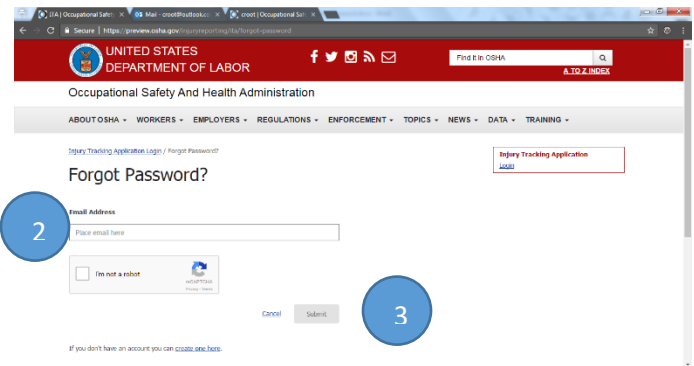 ITA | Occupational Safet
Mail - croot@outlook.co
croot | Occupational Saf
Secure | https://preview.osha.gov/injuryreporting/ita/forgot-password
UNITED STATES
DEPARTMENT OF LABOR
Find it in OSHA
A TO Z INDEX
Occupational Safety And Health Administration
ABOUT OSHA WORKERS EMPLOYERS REGULATIONS ENFORCEMENT TOPICS NEWS DATA TRAINING
Injury Tracking Application Login / Forgot Password?
Injury Tracking Application
Login
Forgot Password?
Email Address
2
Place email here
I'm not a robot
reCAPTCHA
Privacy - Terms
Cancel
Submit
3
If you don't have an account you can create one here.